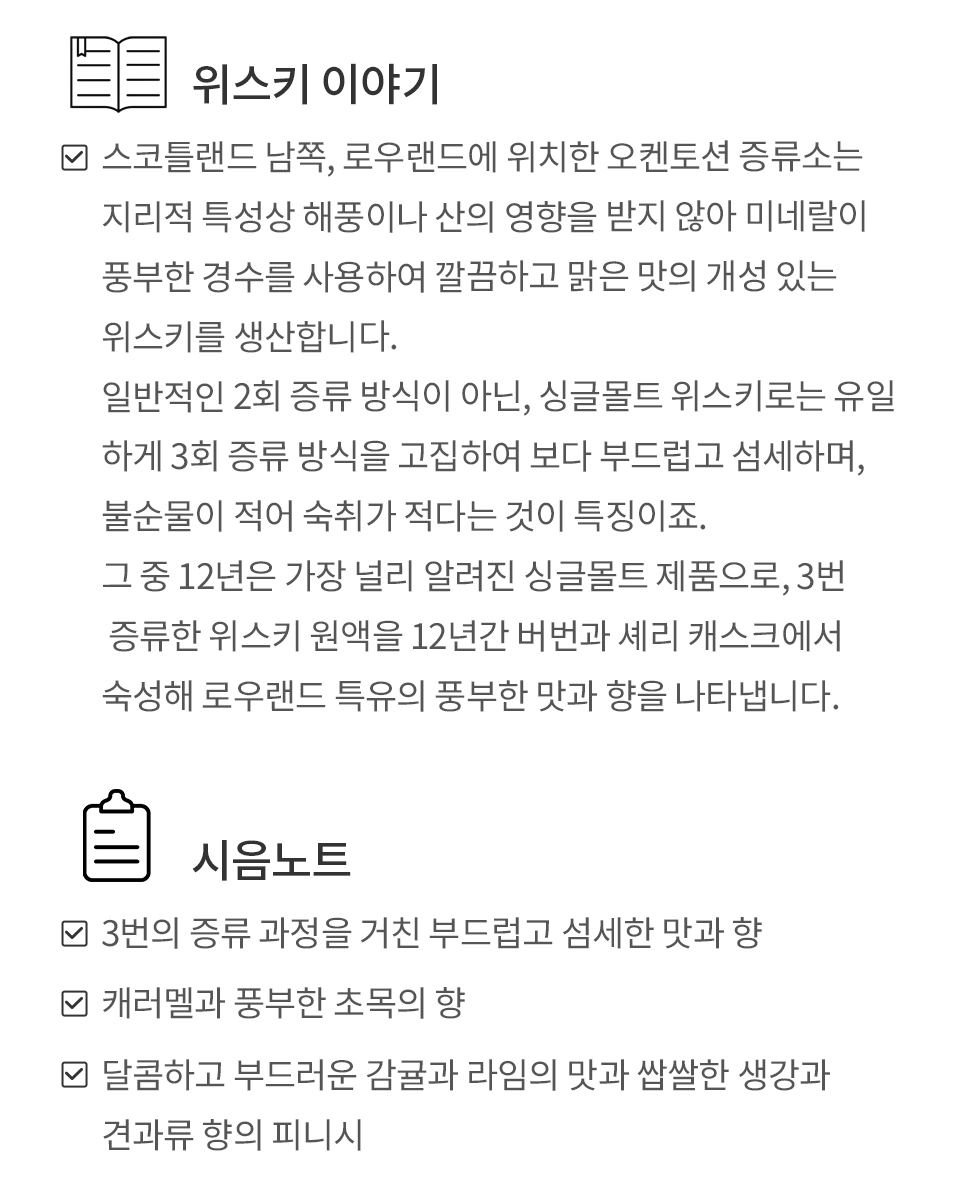 위스키 이야기
스코틀랜드 남쪽, 로우랜드에 위치한 오켄토션 증류소는
지리적 특성상 해풍이나 산의 영향을 받지 않아 미네랄이
풍부한 경수를 사용하여 깔끔하고 맑은 맛의 개성 있는
위스키를 생산합니다.
일반적인 2회 증류 방식이 아닌, 싱글몰트 위스키로는 유일
하게 3회 증류 방식을 고집하여 보다 부드럽고 섬세하며,
불순물이 적어 숙취가 적다는 것이 특징이죠.
그 중 12년은 가장 널리 알려진 싱글몰트 제품으로, 3번
증류한 위스키 원액을 12년간 버번과 셰리 캐스크에서
숙성해 로우랜드 특유의 풍부한 맛과 향을 나타냅니다.
시음노트
3번의 증류 과정을 거친 부드럽고 섬세한 맛과 향
캐러멜과 풍부한 초목의 향
달콤하고 부드러운 감귤과 라임의 맛과 쌉쌀한 생강과
견과류 향의 피니시